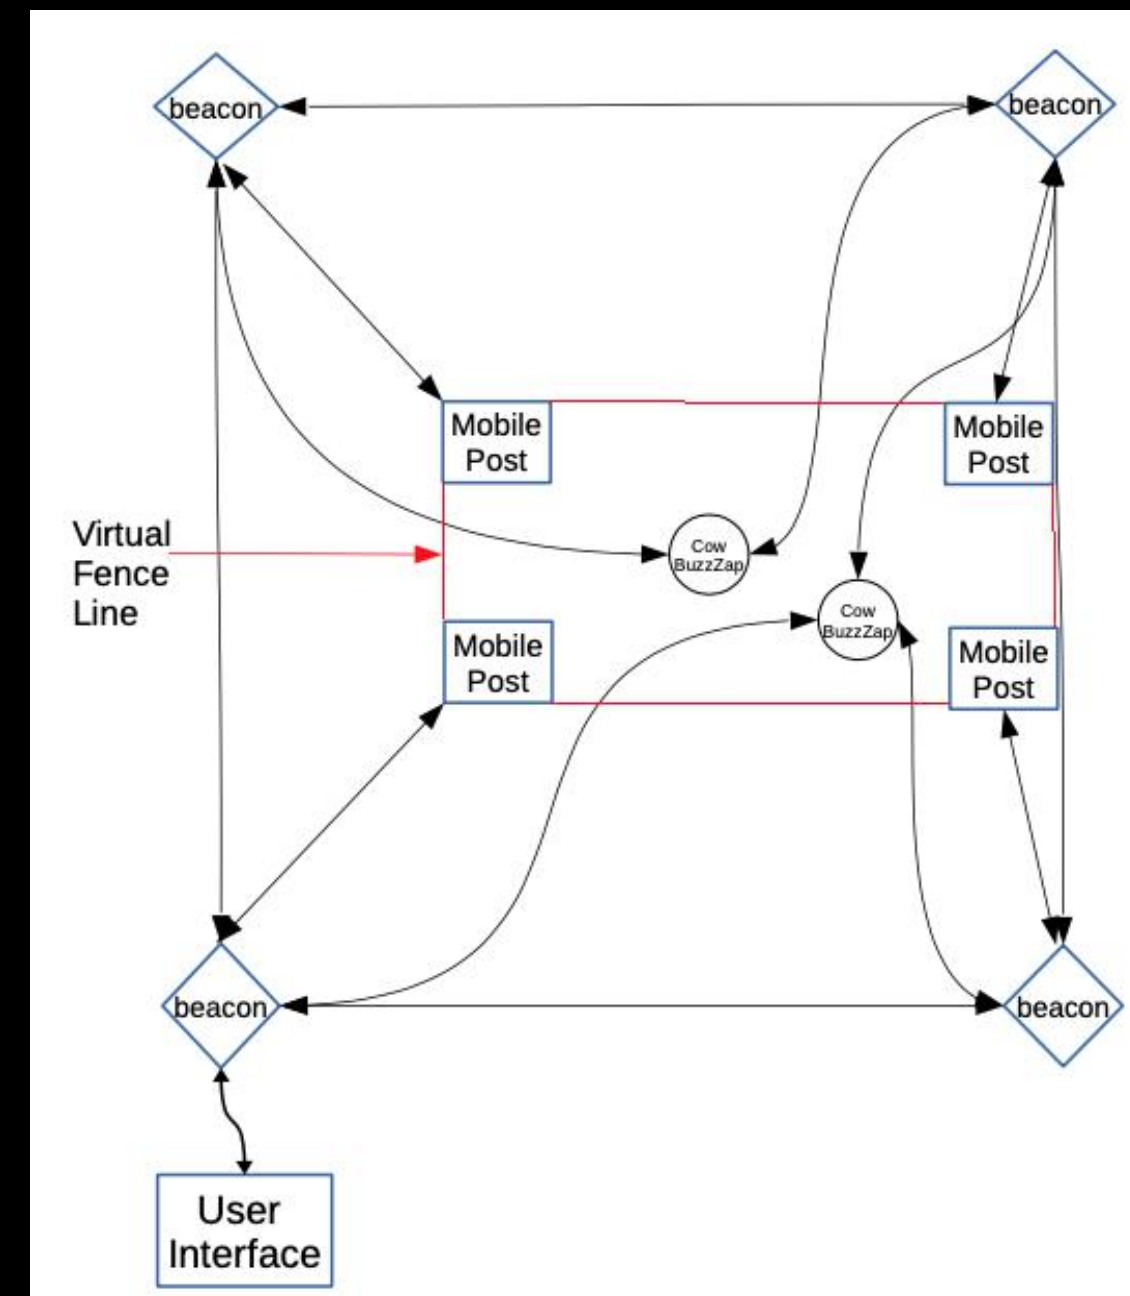 beacon
beacon
Mobile
Post
Mobile
Post
Virtual
Fence
Line
Cow
BuzzZap
Cow
BuzzZap
Mobile
Post
Mobile
Post
beacon
beacon
User
Interface